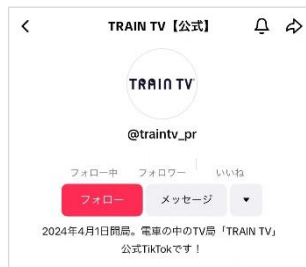 TRAIN TV【公式】
TRAIN TV
@traintv_pr
フォロー中 フォロワー いいね
フォロー メッセージ
2024年4月1日開局。電車の中のTV局「TRAIN TV」
公式TikTokです！